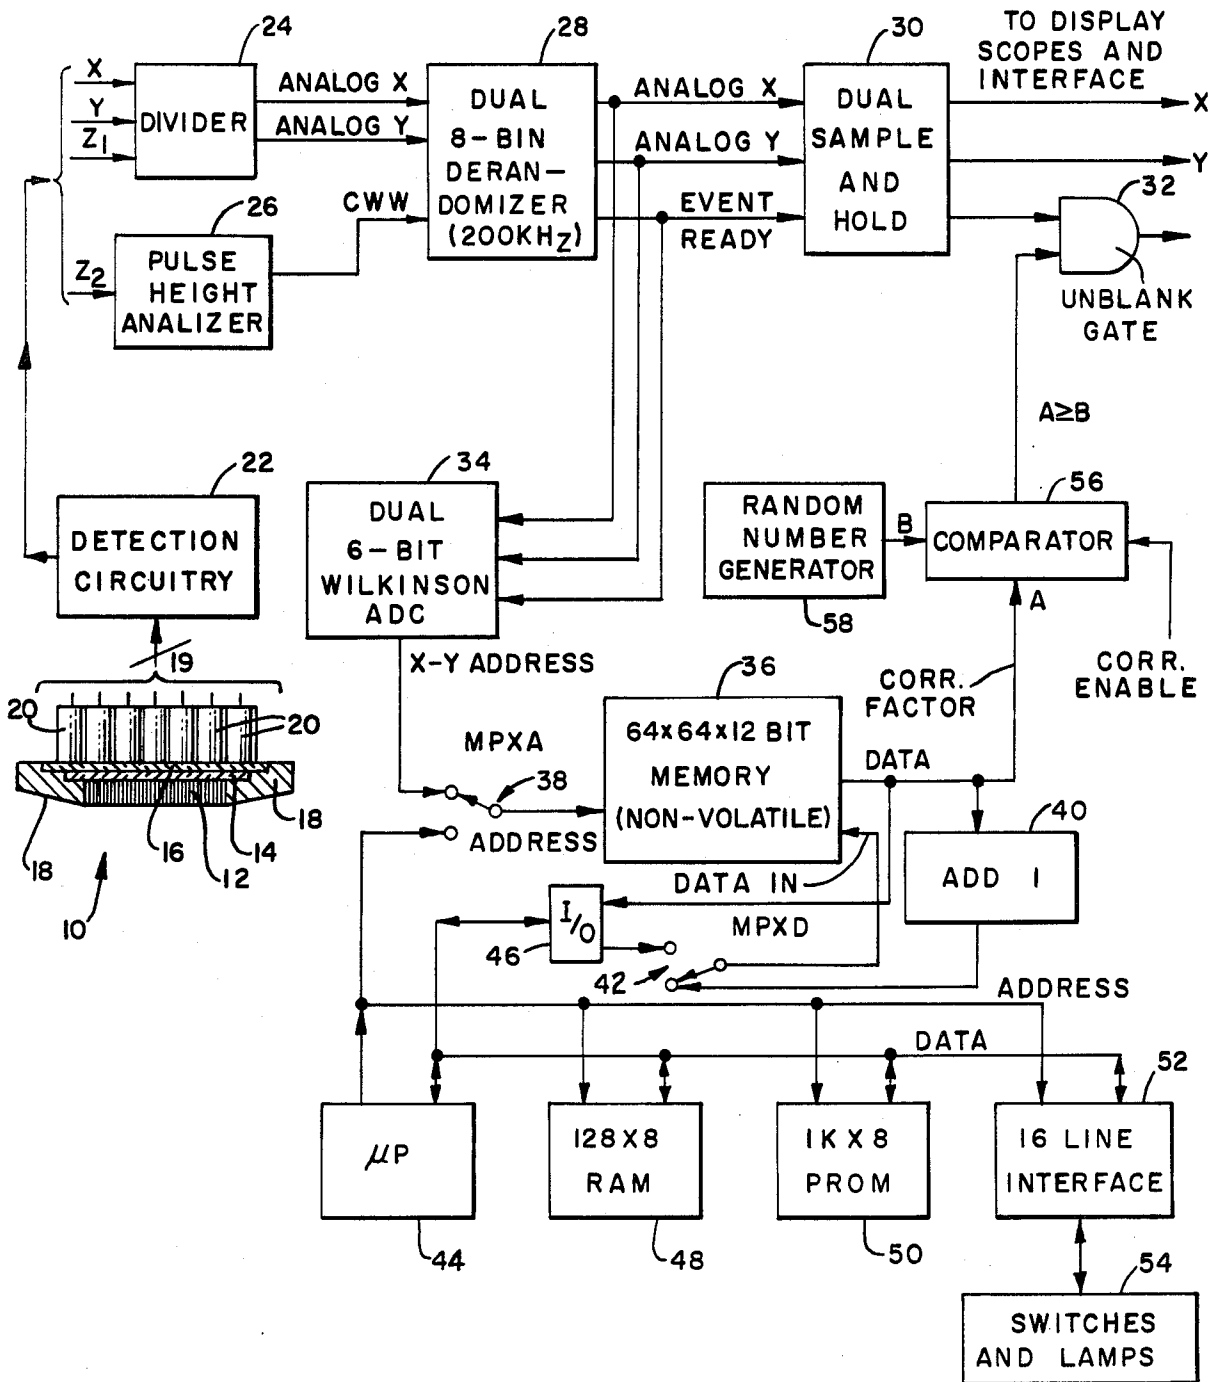 24
28
30
TO DISPLAY
SCOPES AND
INTERFACE
X
Y
Z1
DIVIDER
ANALOG X
ANALOG Y
DUAL
8-BIN
DERAN-
DOMIZER
(200KHZ)
ANALOG X
ANALOG Y
EVENT
READY
DUAL
SAMPLE
AND
HOLD
X
Y
32
26
CWW
Z2
PULSE
HEIGHT
ANALIZER
UNBLANK
GATE
A≥B
22
34
56
DETECTION
CIRCUITRY
DUAL
6-BIT
WILKINSON
ADC
RANDOM
NUMBER
GENERATOR
B
COMPARATOR
58
A
19
X-Y ADDRESS
36
CORR.
FACTOR
CORR.
ENABLE
20
20
MPXA
38
64x64x12 BIT
MEMORY
(NON-VOLATILE)
DATA
18
16
12
14
18
ADDRESS
40
ADD 1
10
DATA IN
I/O
46
MPXD
42
ADDRESS
DATA
52
μP
128X8
RAM
1K X 8
PROM
16 LINE
INTERFACE
44
48
50
54
SWITCHES
AND LAMPS